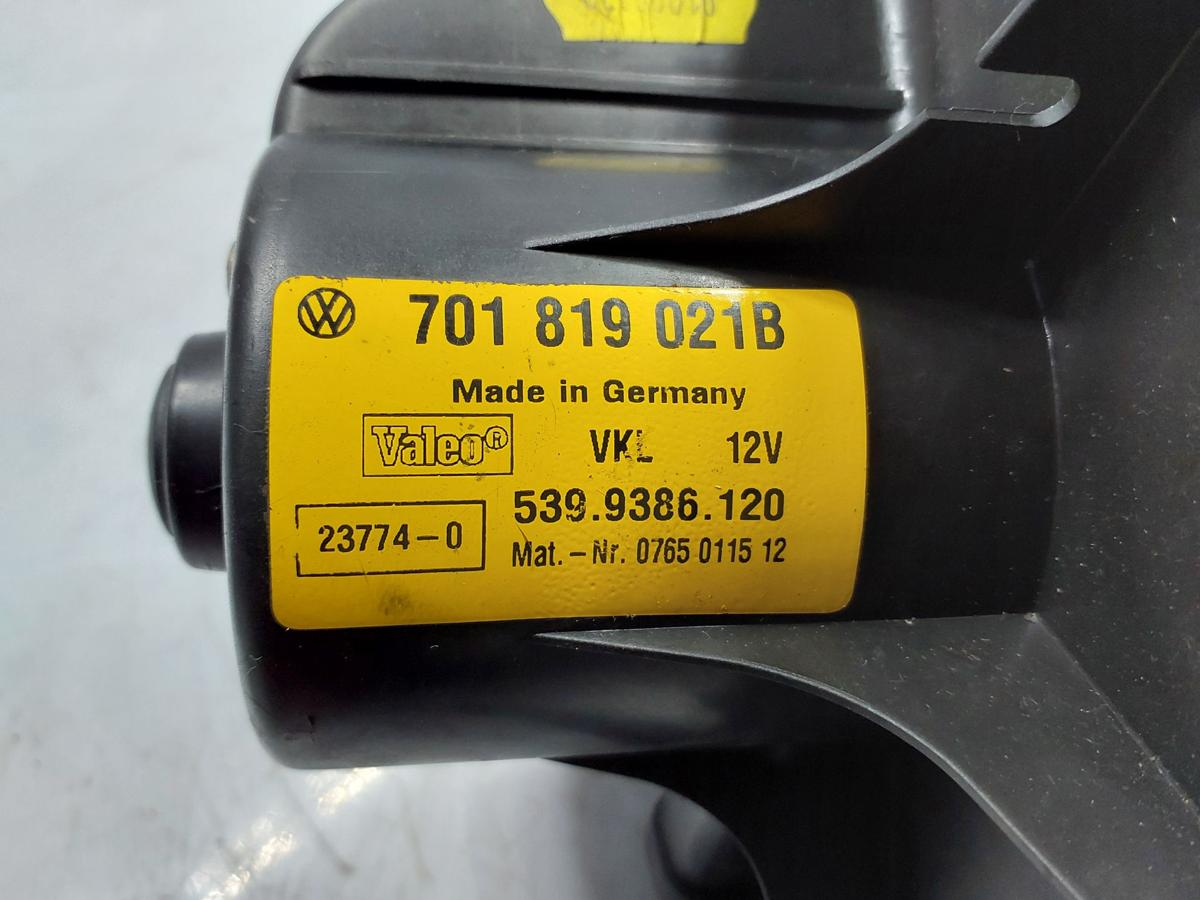 701 819 021B
Made in Germany
Valeo® VKL 12V
539.9386.120
23774-0
Mat.-Nr. 0765 0115 12